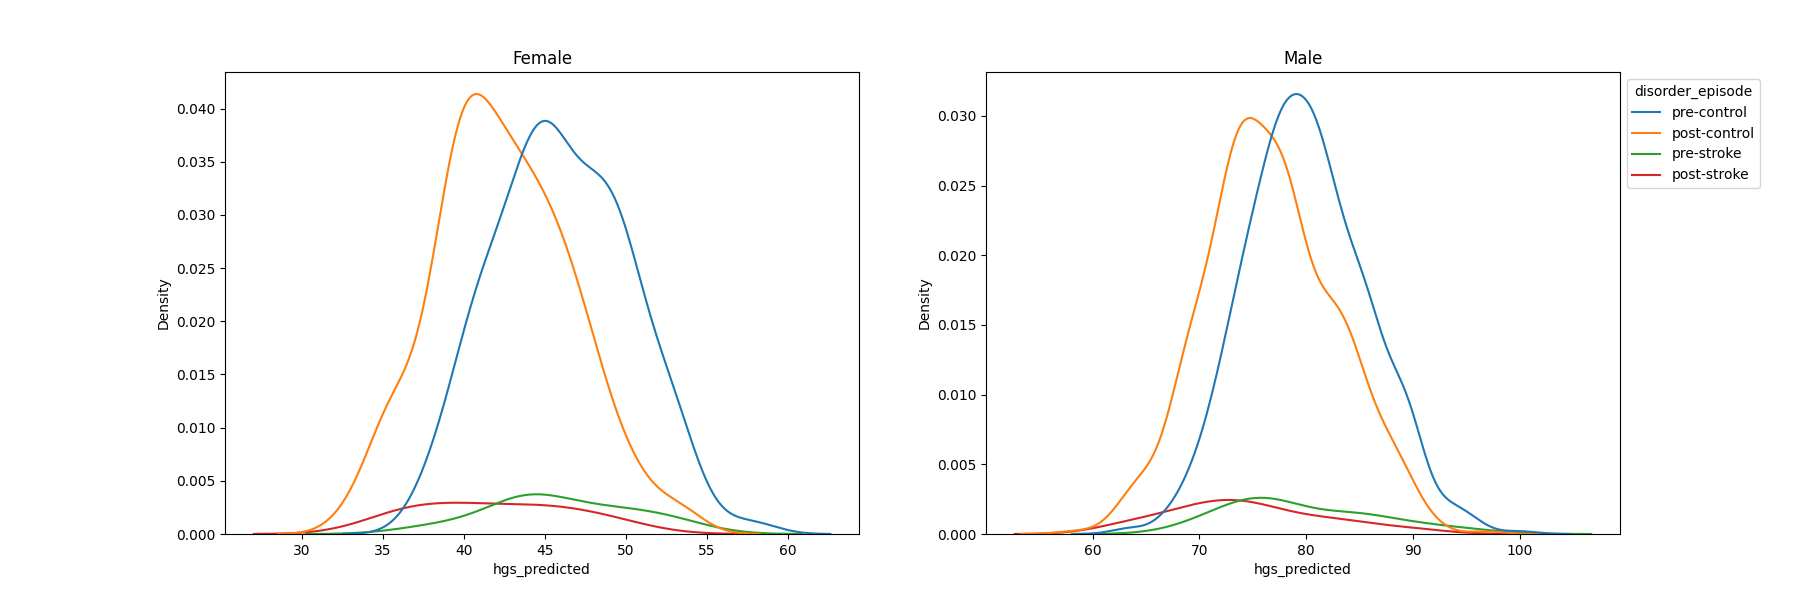 Female
0.040
0.035
0.030
0.025
0.020
0.015
0.010
0.005
0.000
Density
30 35 40 45 50 55 60
hgs_predicted
Male
0.030
0.025
0.020
0.015
0.010
0.005
0.000
Density
60 70 80 90 100
hgs_predicted
disorder_episode
pre-control
post-control
pre-stroke
post-stroke